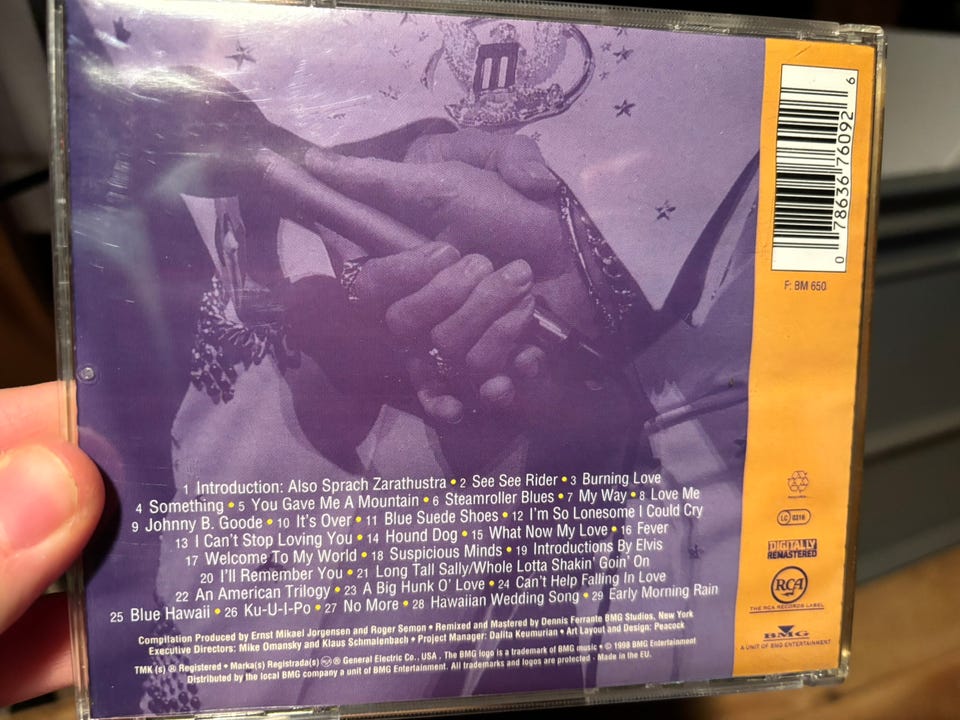 0 78636 76092 6
F: BM 650
1 Introduction: Also Sprach Zarathustra • 2 See See Rider • 3 Burning Love
4 Something • 5 You Gave Me A Mountain • 6 Steamroller Blues • 7 My Way • 8 Love Me
9 Johnny B. Goode • 10 It's Over • 11 Blue Suede Shoes • 12 I'm So Lonesome I Could Cry
13 I Can't Stop Loving You • 14 Hound Dog • 15 What Now My Love • 16 Fever
17 Welcome To My World • 18 Suspicious Minds • 19 Introductions By Elvis
20 I'll Remember You • 21 Long Tall Sally/Whole Lotta Shakin' Goin' On
22 An American Trilogy • 23 A Big Hunk O' Love • 24 Can't Help Falling In Love
25 Blue Hawaii • 26 Ku-U-I-Po • 27 No More • 28 Hawaiian Wedding Song • 29 Early Morning Rain
Compilation Produced by Ernst Mikael Jorgensen and Roger Semon • Remixed and Mastered by Dennis Ferrante BMG Studios, New York
Executive Directors: Mike Omansky and Klaus Schmalenbach • Project Manager: Dalita Keumurian • Art Layout and Design: Peacock
TMK (s) ® Registered • Marka(s) Registrada(s) ® General Electric Co., USA. The BMG logo is a trademark of BMG music • © 1998 BMG Entertainment
Distributed by the local BMG company a unit of BMG Entertainment. All trademarks and logos are protected - Made in the EU.
LC 0316
DIGITALLY
REMASTERED
RCA
THE RCA RECORDS LABEL
BMG
A UNIT OF BMG ENTERTAINMENT